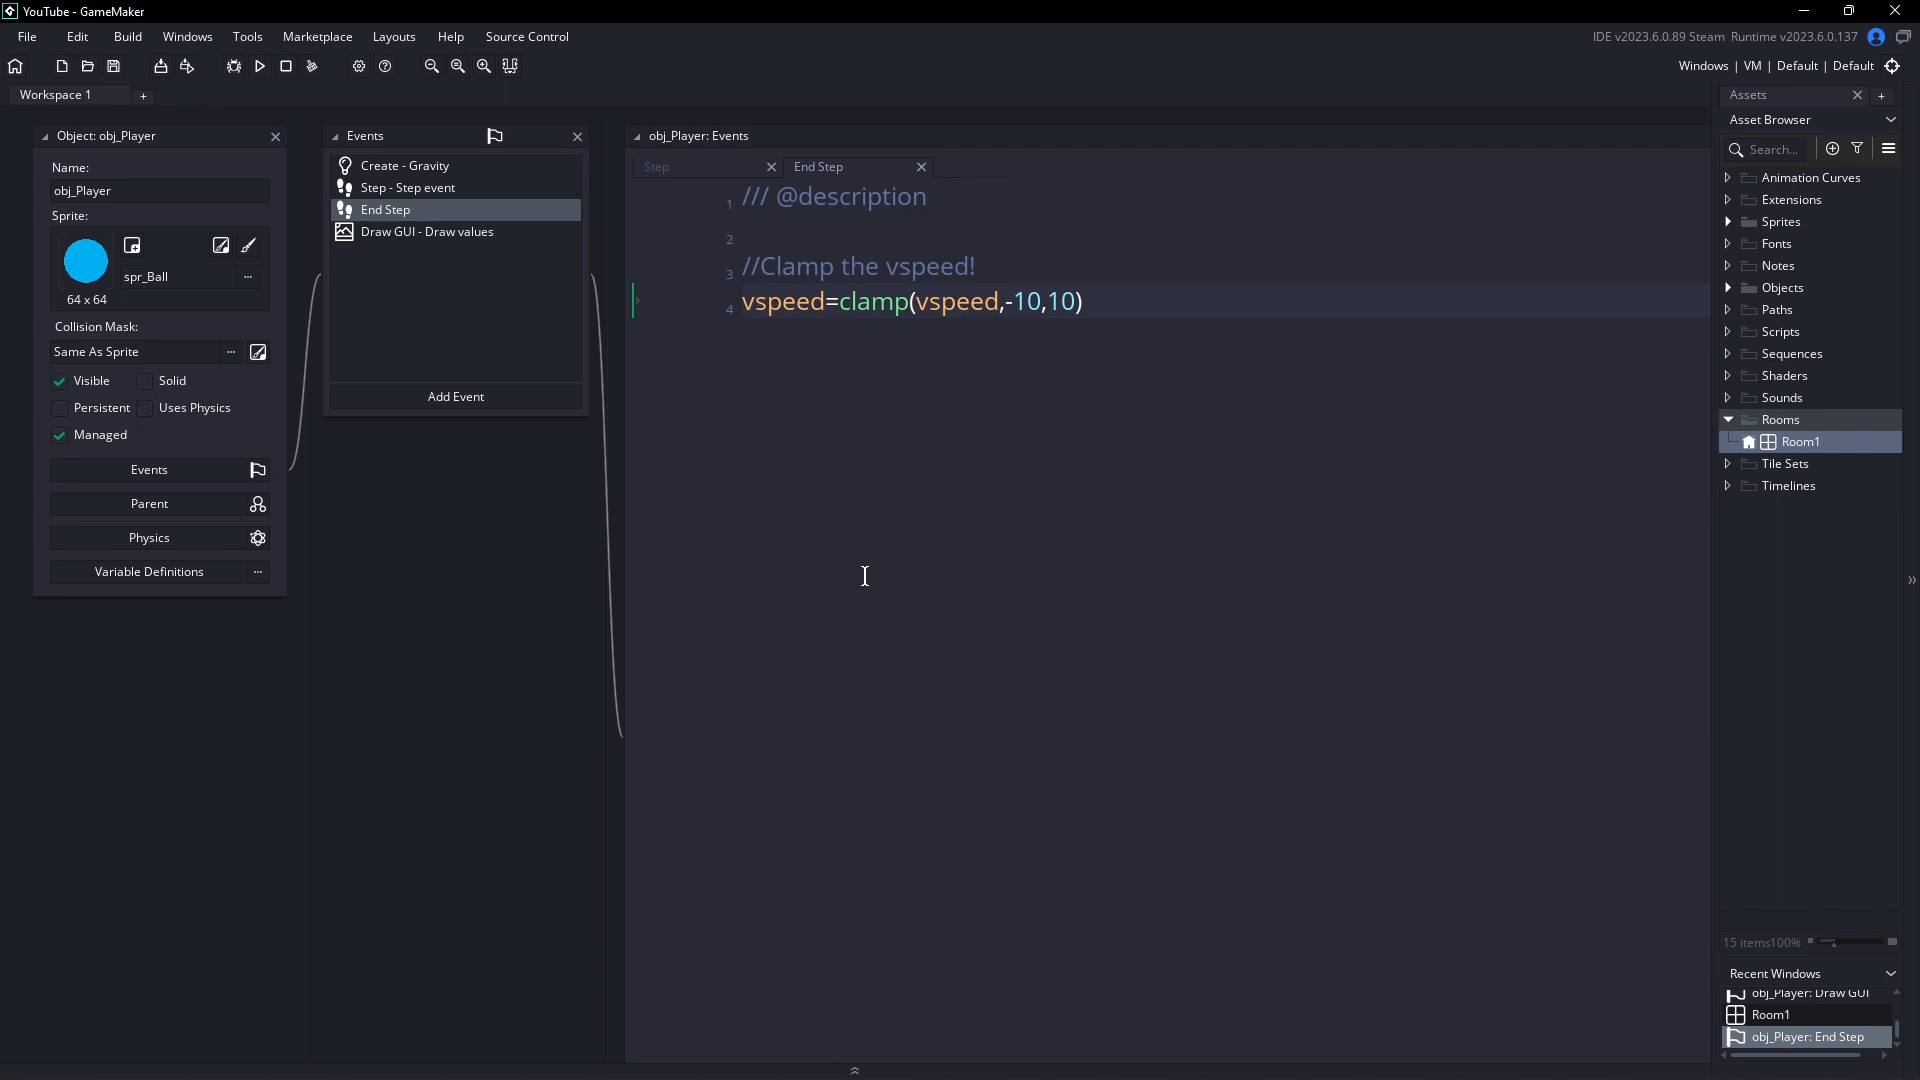 YouTube - GameMaker
File Edit Build Windows Tools Marketplace Layouts Help Source Control
IDE v2023.6.0.89 Steam Runtime v2023.6.0.137
Windows | VM | Default | Default
Workspace 1
+
Object: obj_Player
Name:
obj_Player
Sprite:
spr_Ball
...
64 x 64
Collision Mask:
Same As Sprite
...
Visible Solid
Persistent Uses Physics
Managed
Events
Parent
Physics
Variable Definitions
...
Events
Create - Gravity
Step - Step event
End Step
Draw GUI - Draw values
Add Event
obj_Player: Events
Step
End Step
1 /// @description
2
3 //Clamp the vspeed!
4 vspeed=clamp(vspeed,-10,10)
Assets
+
Asset Browser
Search...
Animation Curves
Extensions
Sprites
Fonts
Notes
Objects
Paths
Scripts
Sequences
Shaders
Sounds
Rooms
Room1
Tile Sets
Timelines
15 items100%
Recent Windows
obj_Player: Draw GUI
Room1
obj_Player: End Step